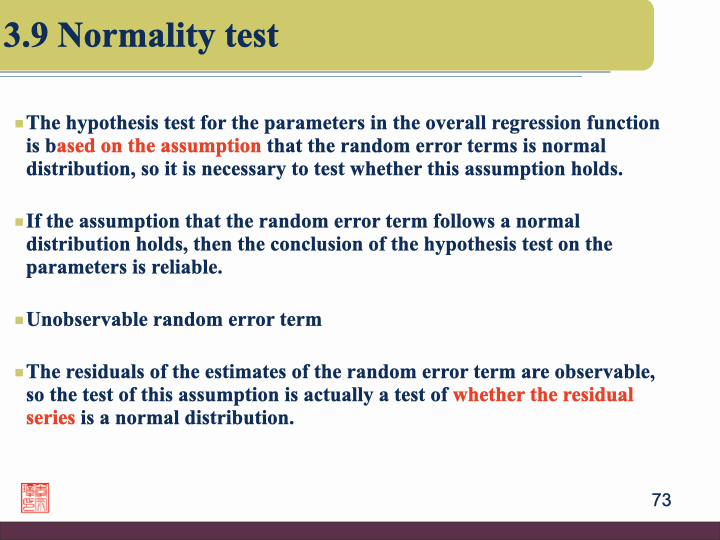 3.9 Normality test
The hypothesis test for the parameters in the overall regression function
is based on the assumption that the random error terms is normal
distribution, so it is necessary to test whether this assumption holds.
If the assumption that the random error term follows a normal
distribution holds, then the conclusion of the hypothesis test on the
parameters is reliable.
Unobservable random error term
The residuals of the estimates of the random error term are observable,
so the test of this assumption is actually a test of whether the residual
series is a normal distribution.
73